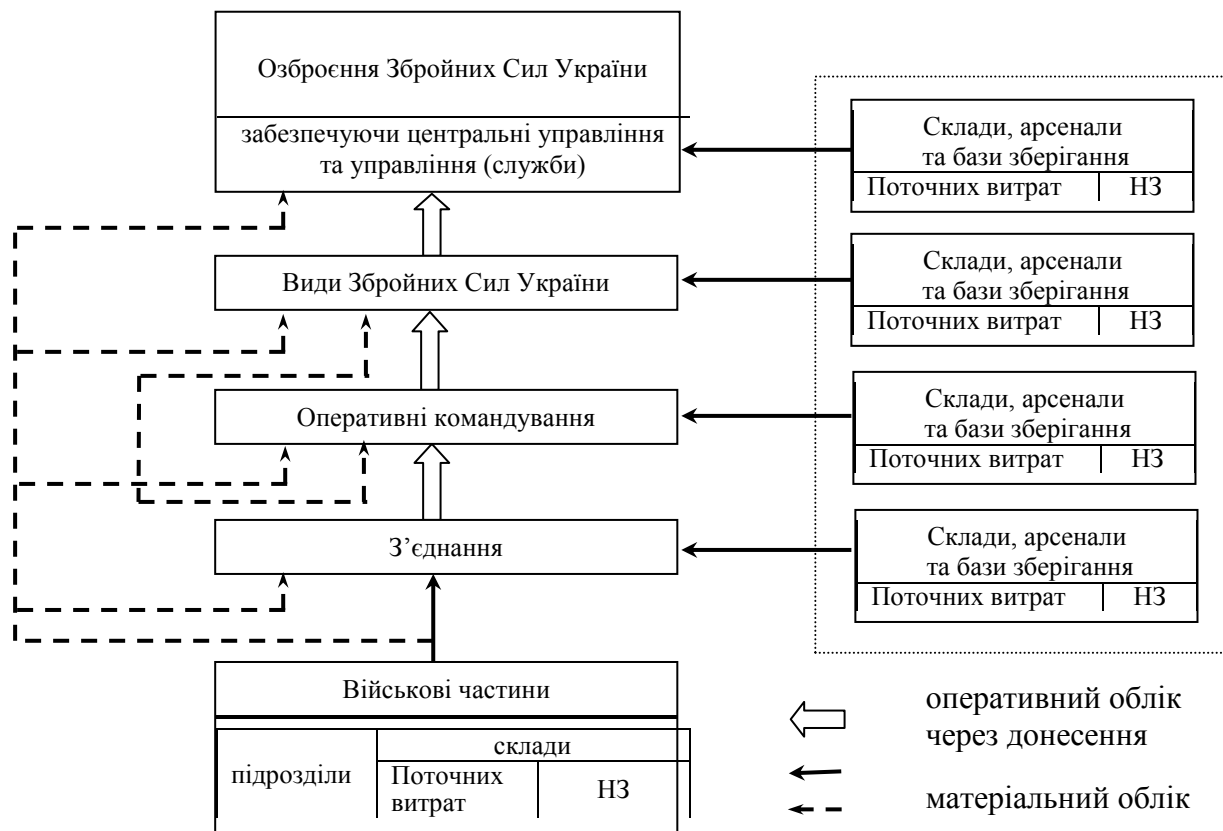 Озброєння Збройних Сил України
забезпечуючи центральні управління
та управління (служби)
Склади, арсенали
та бази зберігання
Поточних витрат
НЗ
Види Збройних Сил України
Склади, арсенали
та бази зберігання
Поточних витрат
НЗ
Оперативні командування
Склади, арсенали
та бази зберігання
Поточних витрат
НЗ
З’єднання
Склади, арсенали
та бази зберігання
Поточних витрат
НЗ
Військові частини
підрозділи
склади
Поточних
витрат
НЗ
оперативний облік
через донесення
матеріальний облік